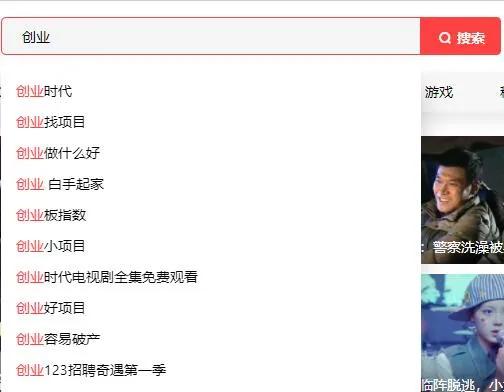 创业
搜索
创业时代
游戏
创业找项目
创业做什么好
创业 白手起家
创业板指数
创业小项目
：警察洗澡被
创业时代电视剧全集免费观看
创业好项目
创业容易破产
创业123招聘奇遇第一季
临阵脱逃，小